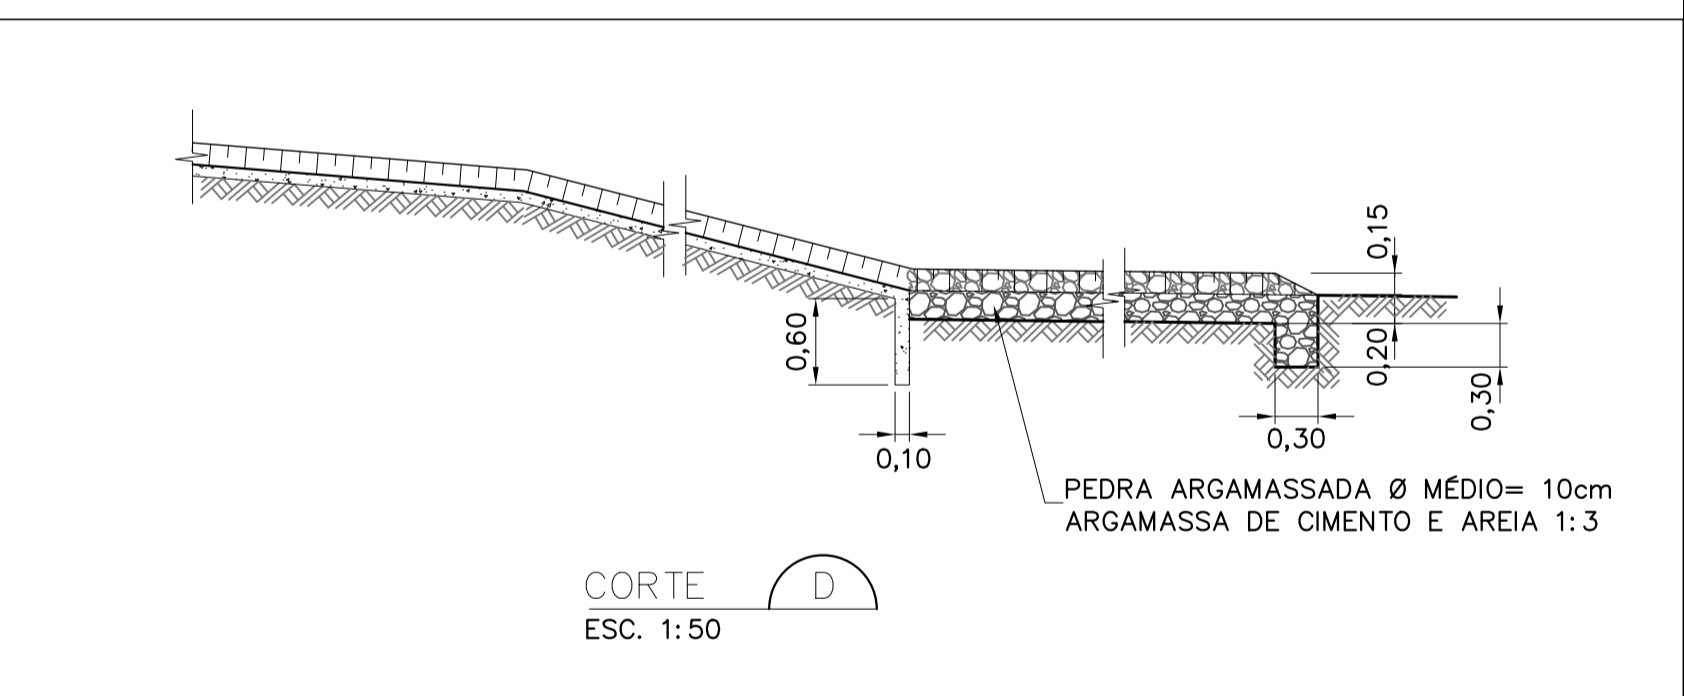 0,15
0,60
0,20
0,30
0,30
0,10
PEDRA ARGAMASSADA Ø MÉDIO= 10cm
ARGAMASSA DE CIMENTO E AREIA 1:3
CORTE D
ESC. 1:50